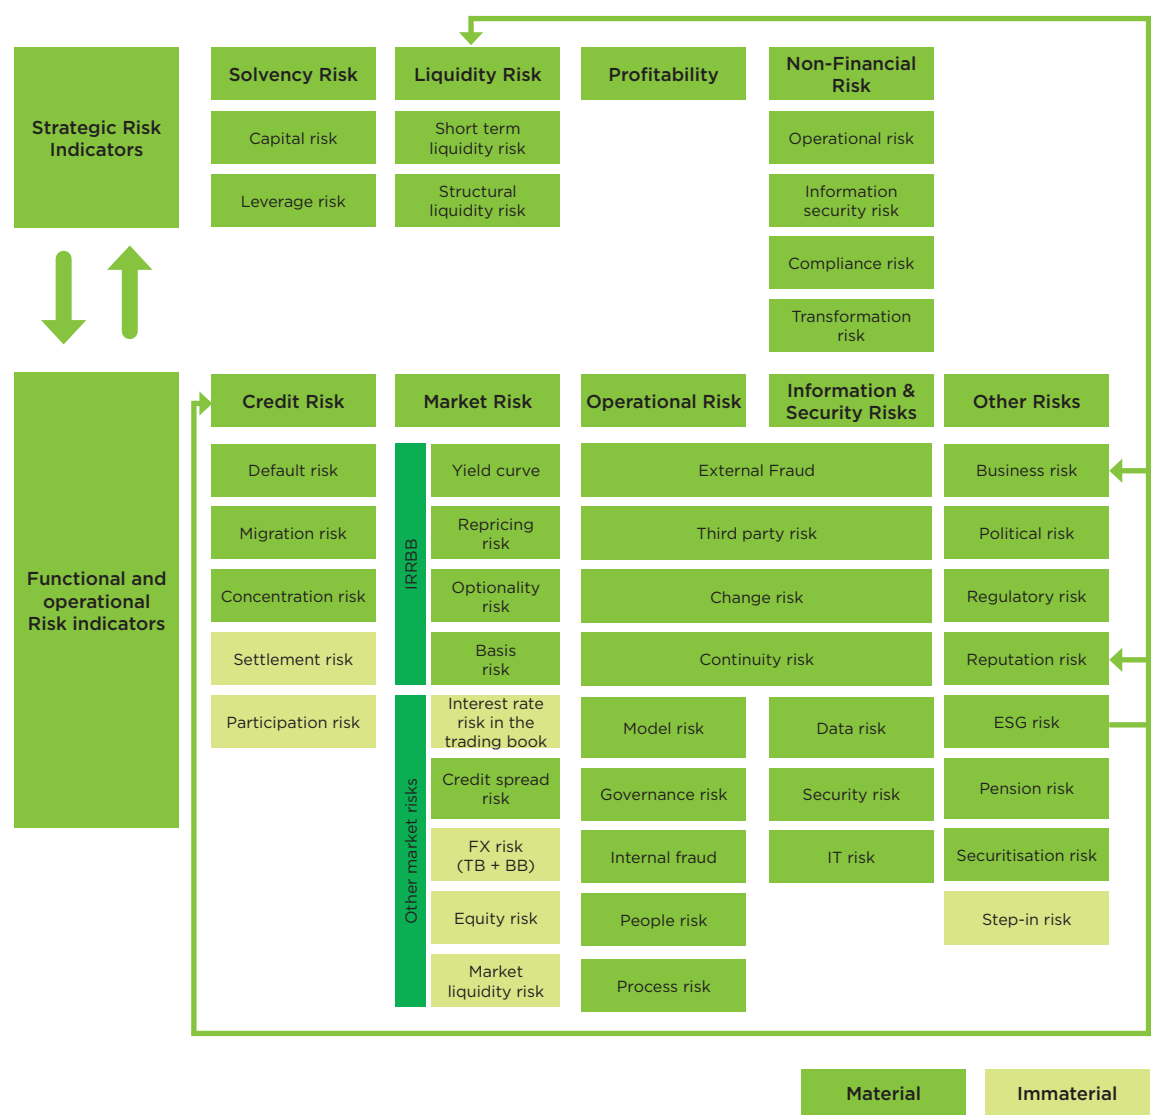 Strategic Risk
Indicators
Solvency Risk
Capital risk
Leverage risk
Liquidity Risk
Short term
liquidity risk
Structural
liquidity risk
Profitability
Non-Financial
Risk
Operational risk
Information
security risk
Compliance risk
Transformation
risk
Functional and
operational
Risk indicators
Credit Risk
Default risk
Migration risk
Concentration risk
Settlement risk
Participation risk
Market Risk
IRRBB
Yield curve
Repricing
risk
Optionality
risk
Basis
risk
Other market risks
Interest rate
risk in the
trading book
Credit spread
risk
FX risk
(TB + BB)
Equity risk
Market
liquidity risk
Operational Risk
Information &
Security Risks
External Fraud
Third party risk
Change risk
Continuity risk
Model risk
Governance risk
Internal fraud
People risk
Process risk
Data risk
Security risk
IT risk
Other Risks
Business risk
Political risk
Regulatory risk
Reputation risk
ESG risk
Pension risk
Securitisation risk
Step-in risk
Material
Immaterial